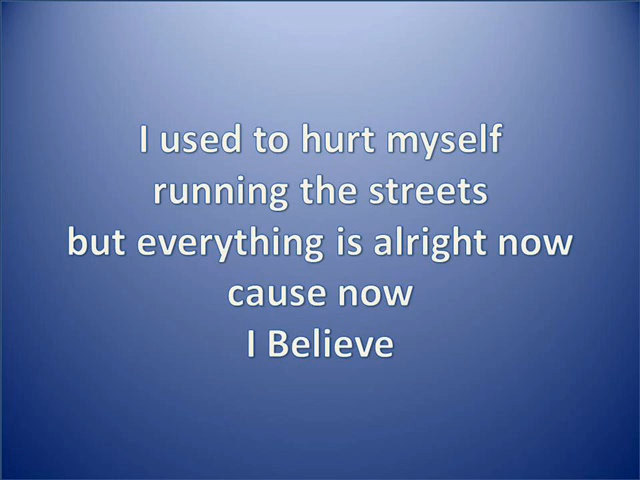 I used to hurt myself
running the streets
but everything is alright now
cause now
I Believe